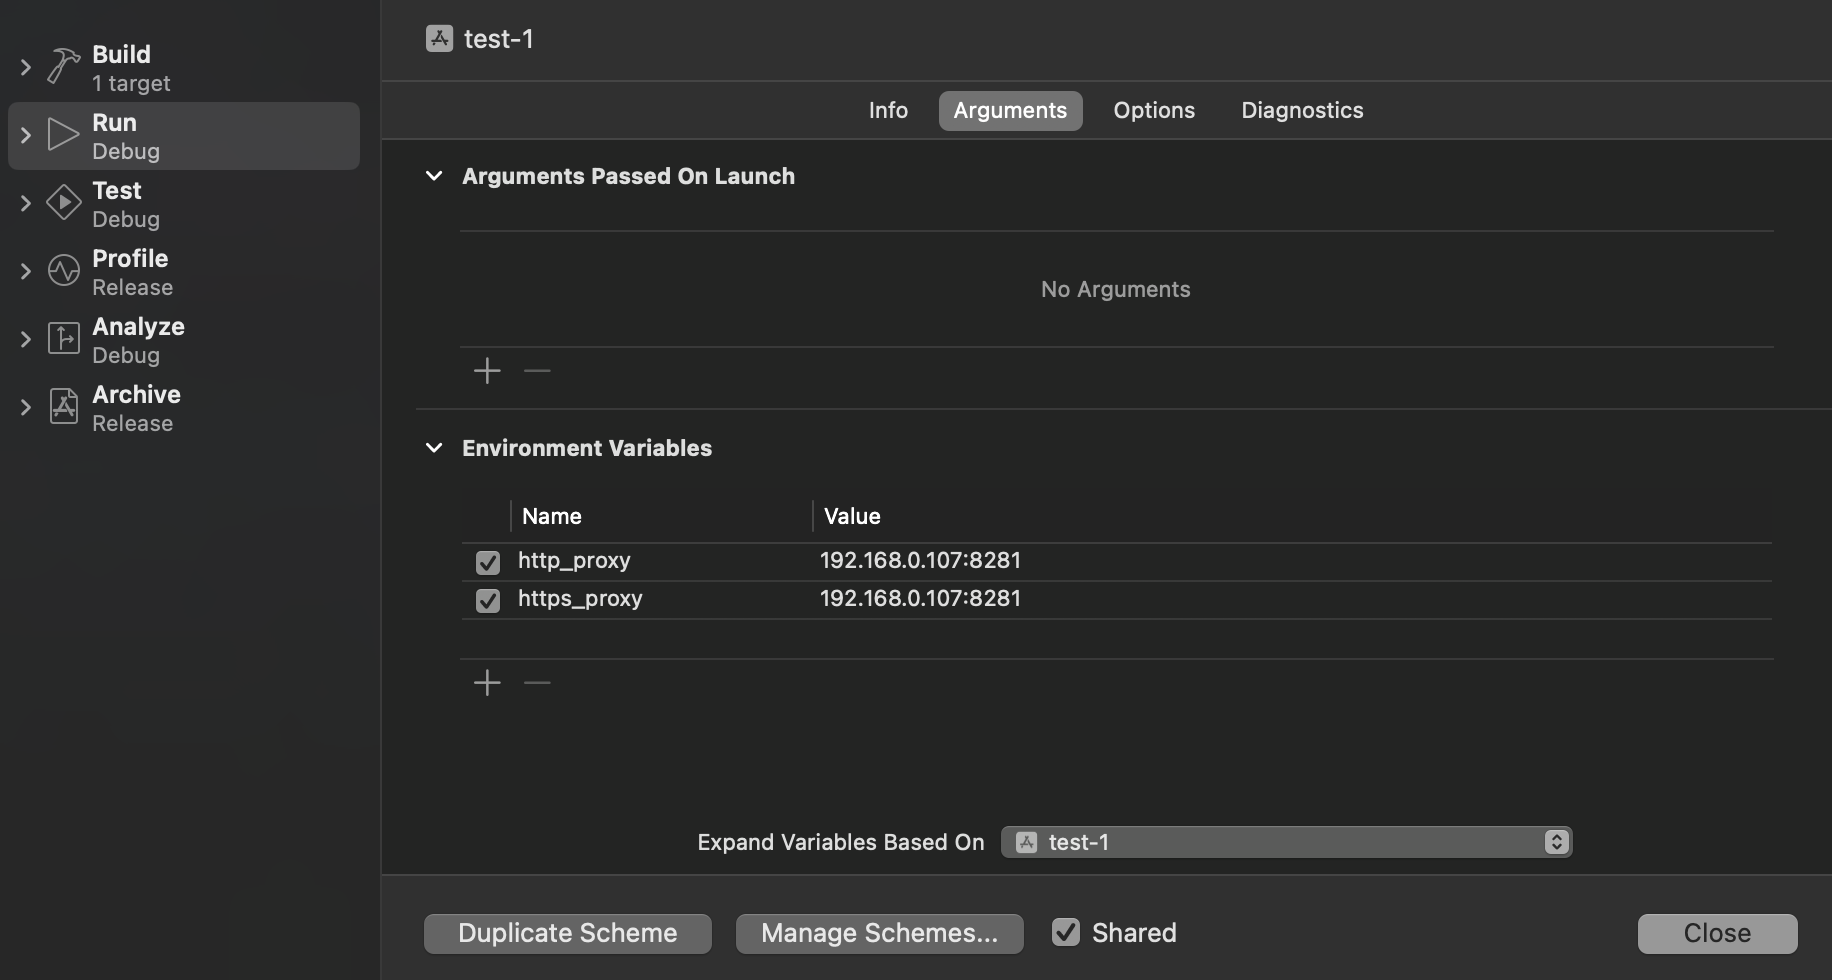 Build
1 target
Run
Debug
Test
Debug
Profile
Release
Analyze
Debug
Archive
Release
test-1
Info Arguments Options Diagnostics
Arguments Passed On Launch
No Arguments
Environment Variables
Name Value
http_proxy 192.168.0.107:8281
https_proxy 192.168.0.107:8281
Expand Variables Based On test-1
Duplicate Scheme Manage Schemes... Shared Close